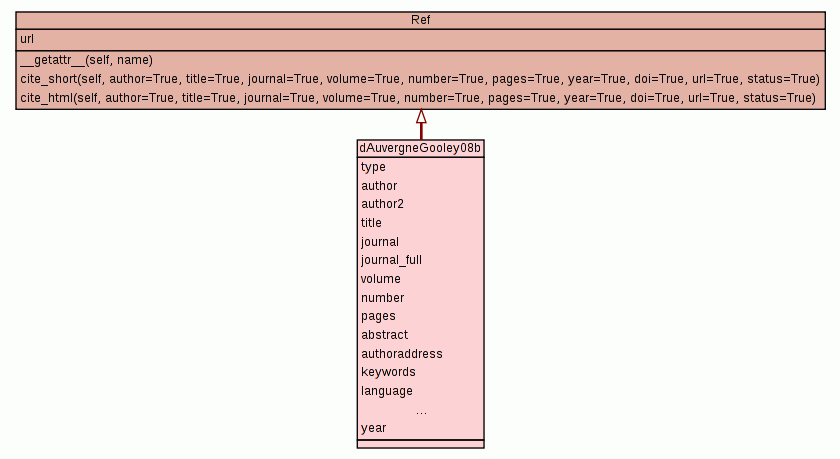 Ref
url
__getattr__(self, name)
cite_short(self, author=True, title=True, journal=True, volume=True, number=True, pages=True, year=True, doi=True, url=True, status=True)
cite_html(self, author=True, title=True, journal=True, volume=True, number=True, pages=True, year=True, doi=True, url=True, status=True)
dAuvergneGooley08b
type
author
author2
title
journal
journal_full
volume
number
pages
abstract
authoraddress
keywords
language
...
year